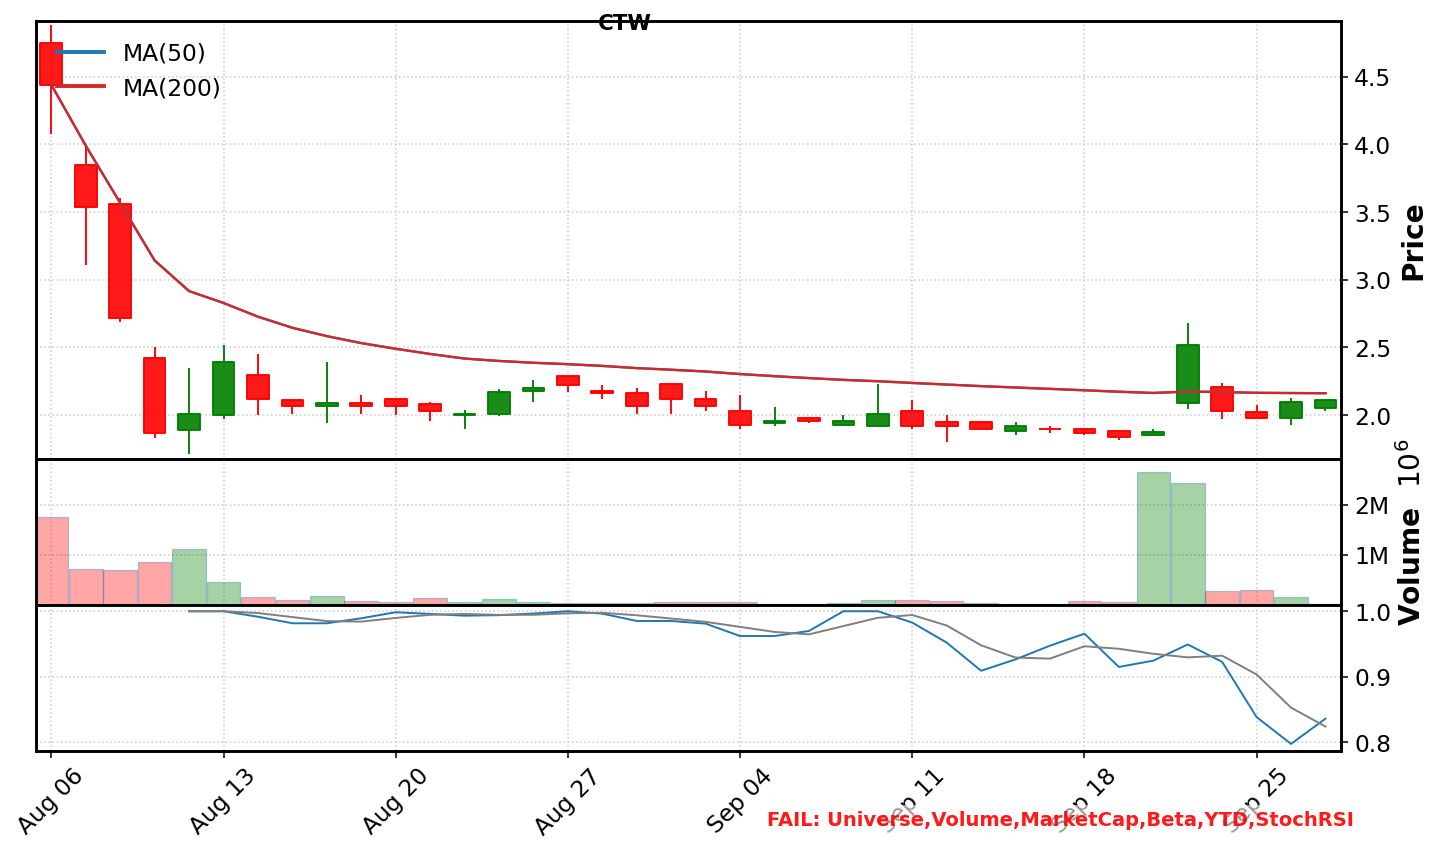 CTW
MA(50)
MA(200)
4.5
4.0
3.5
3.0
2.5
2.0
Price
10^6
2M
1M
Volume
1.0
0.9
0.8
Aug 06
Aug 13
Aug 20
Aug 27
Sep 04
Sep 11
Sep 18
Sep 25
FAIL: Universe,Volume,MarketCap,Beta,YTD,StochRSI